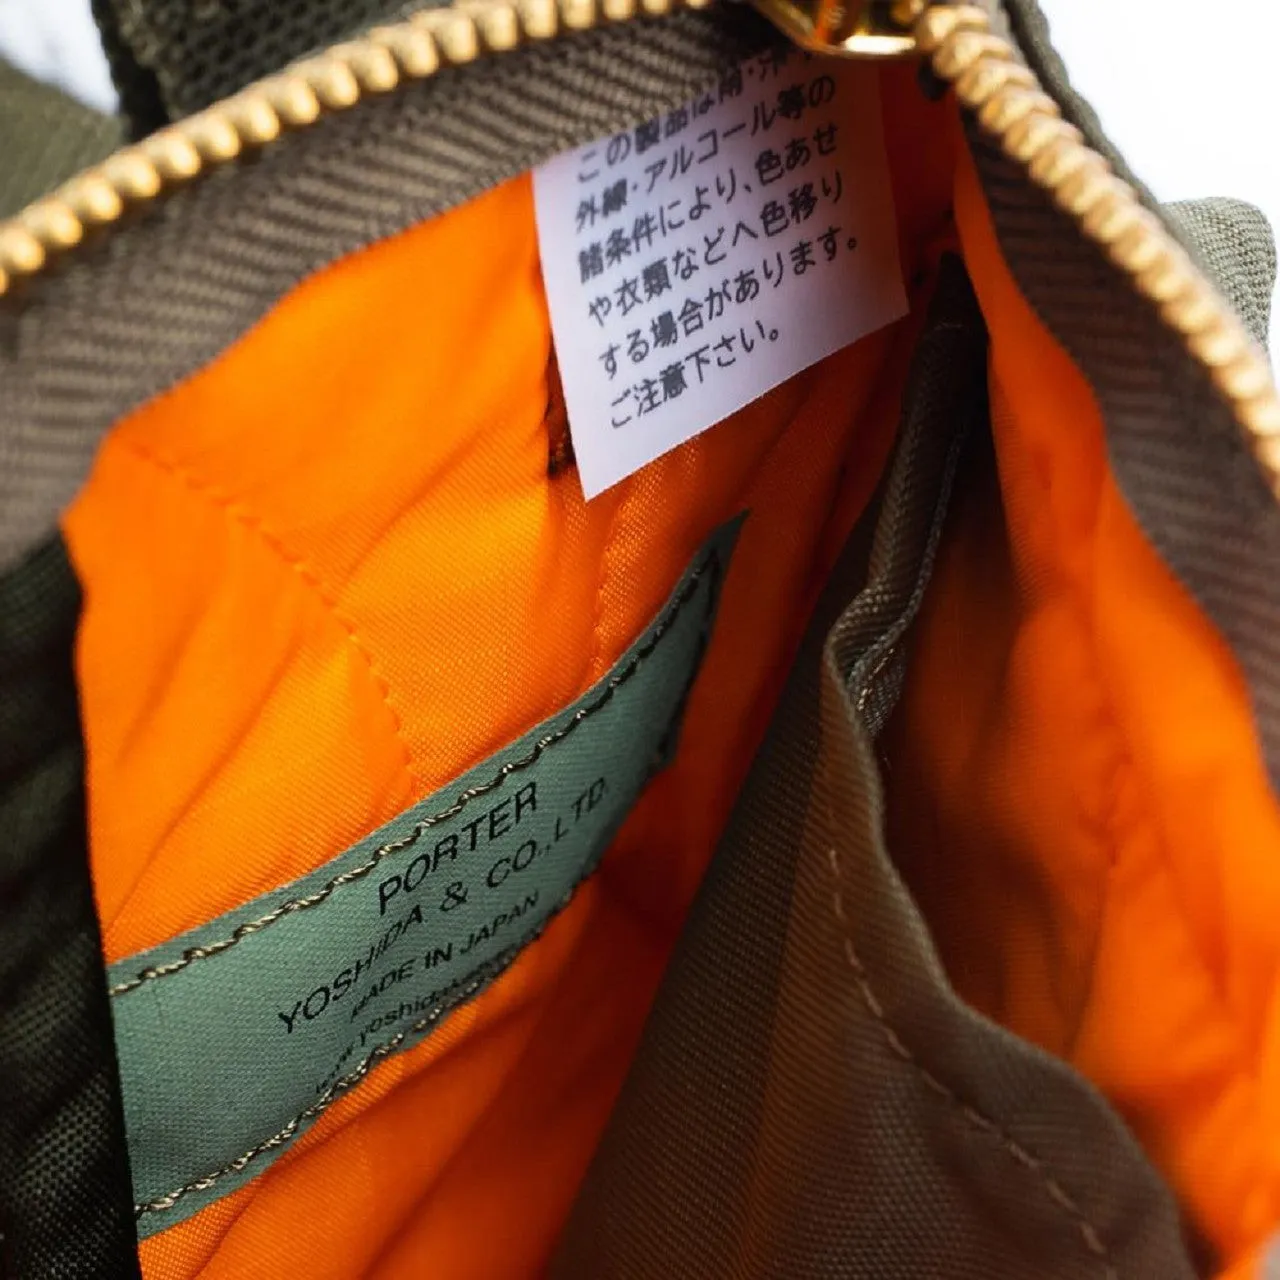 この製品は雨・汗・
外線・アルコール等の
諸条件により、色あせ
や衣類などへ色移り
する場合があります。
ご注意下さい。
PORTER
YOSHIDA & CO., LTD.
MADE IN JAPAN